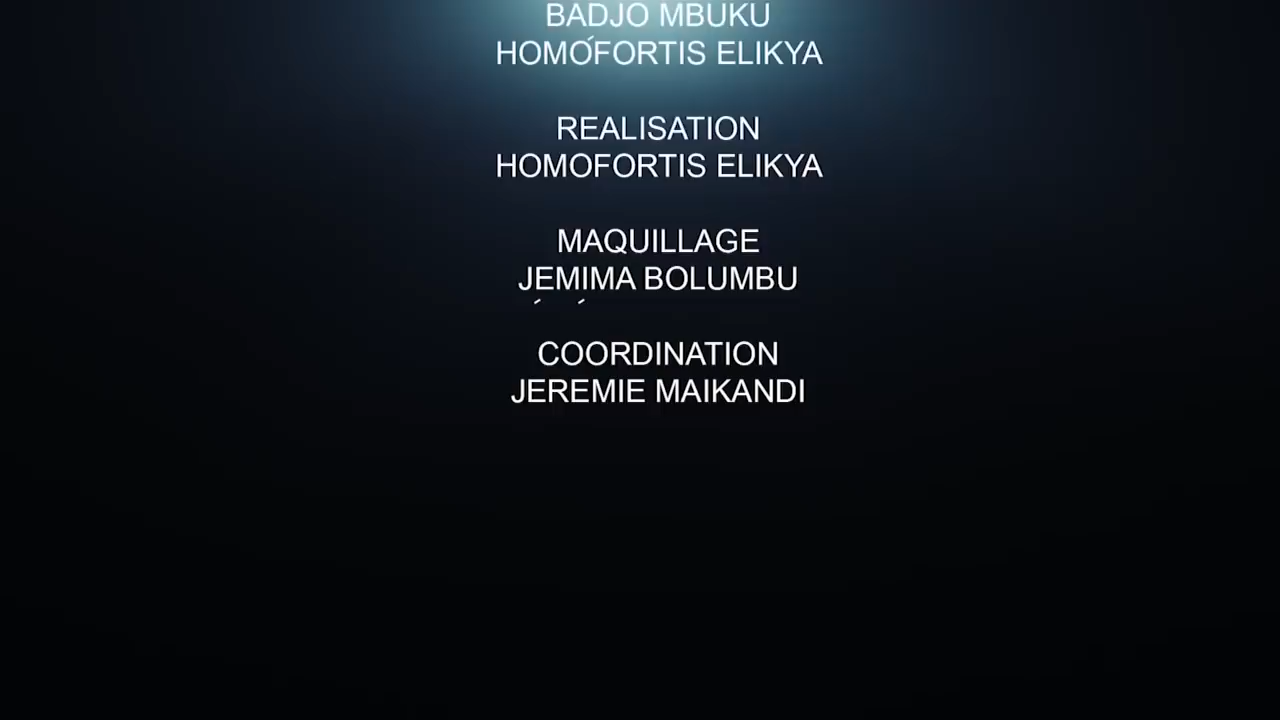 BADJO MBUKU
HOMOFORTIS ELIKYA
REALISATION
HOMOFORTIS ELIKYA
MAQUILLAGE
JEMIMA BOLUMBU
COORDINATION
JEREMIE MAIKANDI